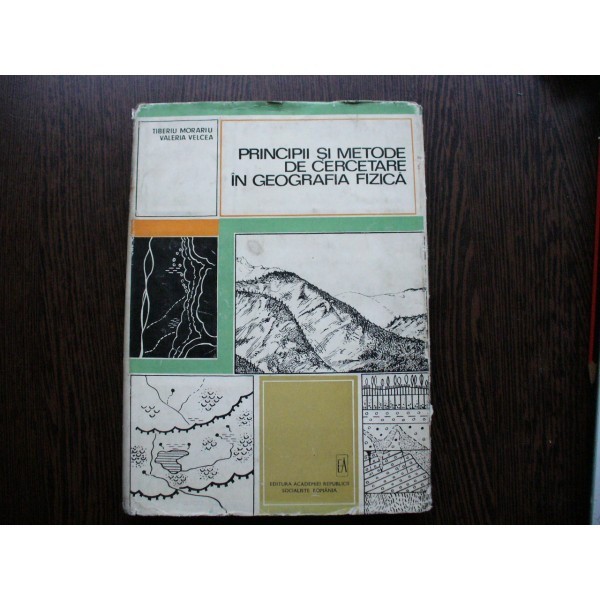 TIBERIU MORARIU
VALERIA VELCEA
PRINCIPII ȘI METODE
DE CERCETARE
ÎN GEOGRAFIA FIZICĂ
EA
EDITURA ACADEMIEI REPUBLICII
SOCIALISTE ROMÂNIA